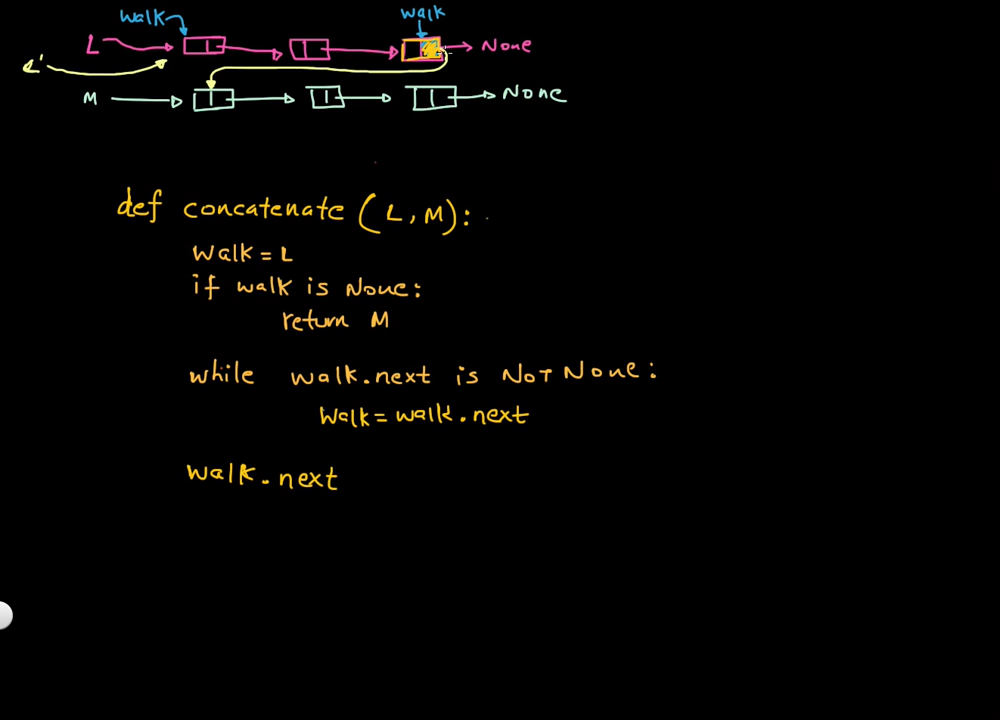 walk walk
L None
L'
M None
def concatenate (L, M):
walk = L
if walk is None:
return M
while walk.next is NOT None:
walk = walk.next
walk.next